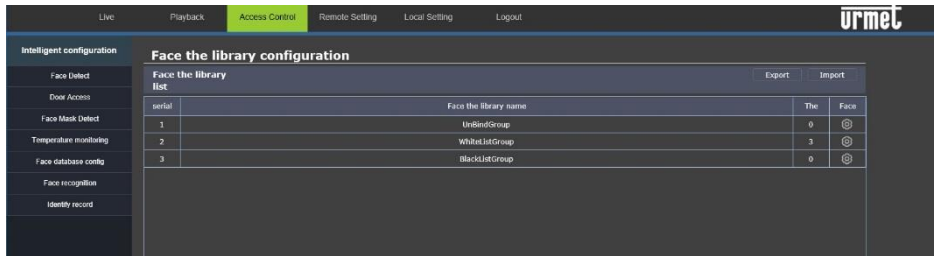 Live Playback Access Control Remote Setting Local Setting Logout urmet
Intelligent configuration
Face Detect
Door Access
Face Mask Detect
Temperature monitoring
Face database config
Face recognition
Identify record
Face the library configuration
Face the library
list
Export Import
serial Face the library name The Face
1 UnBindGroup 0
2 WhiteListGroup 3
3 BlackListGroup 0